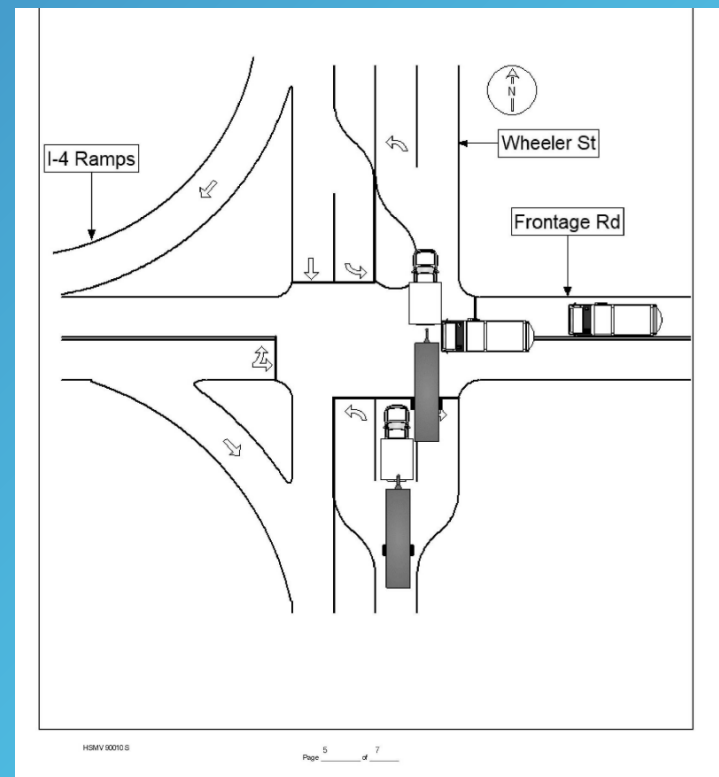 N
I-4 Ramps
Wheeler St
Frontage Rd
HSMV 90010 S
Page 5 of 7